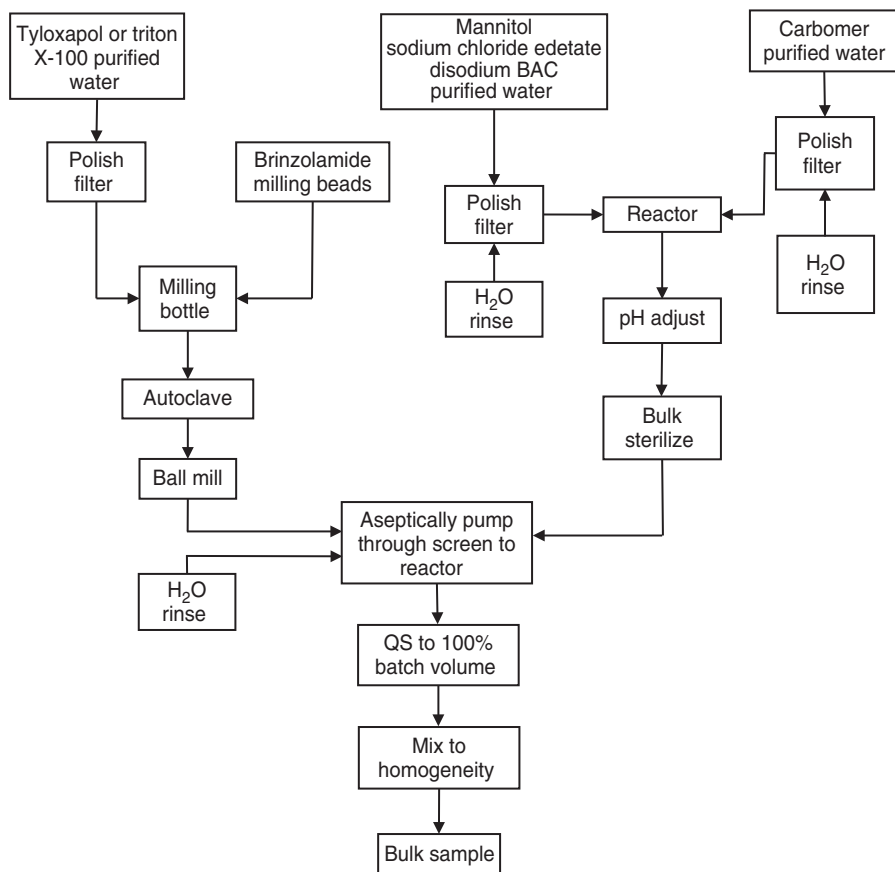 Tyloxapol or triton
X-100 purified
water
Mannitol
sodium chloride edetate
disodium BAC
purified water
Carbomer
purified water
Polish
filter
Brinzolamide
milling beads
Polish
filter
Reactor
Polish
filter
H₂O
rinse
H₂O
rinse
Milling
bottle
pH adjust
Autoclave
Bulk
sterilize
Ball mill
Aseptically pump
through screen to
reactor
H₂O
rinse
QS to 100%
batch volume
Mix to
homogeneity
Bulk sample